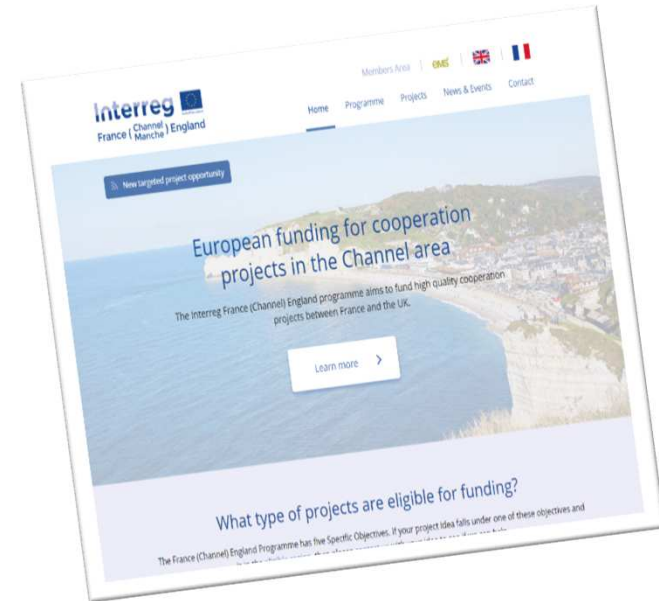 Members Area | eMS
Interreg
France ( Channel Manche ) England
Home Programme Projects News & Events Contact
New targeted project opportunity
European funding for cooperation
projects in the Channel area
The Interreg France (Channel) England programme aims to fund high quality cooperation
projects between France and the UK.
Learn more
What type of projects are eligible for funding?
The France (Channel) England Programme has five Specific Objectives. If your project idea falls under one of these objectives and